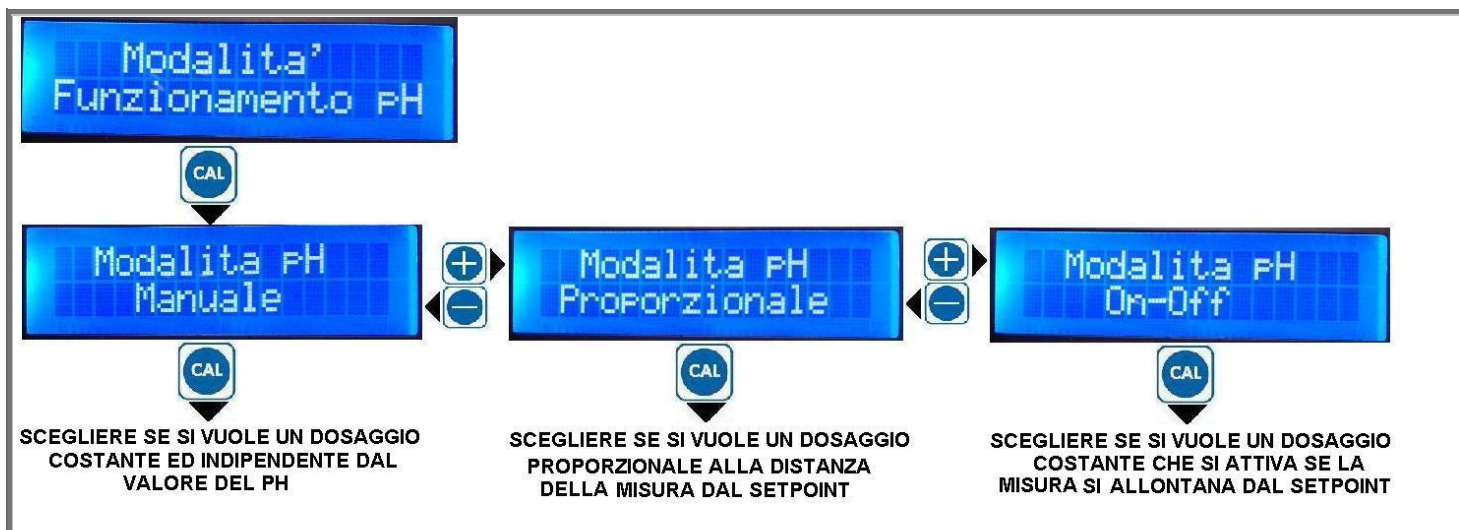 Modalita'
Funzionamento pH
CAL
Modalita pH
Manuale
+
-
Modalita pH
Proporzionale
+
-
Modalita pH
On-Off
CAL
CAL
CAL
SCEGLIERE SE SI VUOLE UN DOSAGGIO
COSTANTE ED INDIPENDENTE DAL
VALORE DEL PH
SCEGLIERE SE SI VUOLE UN DOSAGGIO
PROPORZIONALE ALLA DISTANZA
DELLA MISURA DAL SETPOINT
SCEGLIERE SE SI VUOLE UN DOSAGGIO
COSTANTE CHE SI ATTIVA SE LA
MISURA SI ALLONTANA DAL SETPOINT